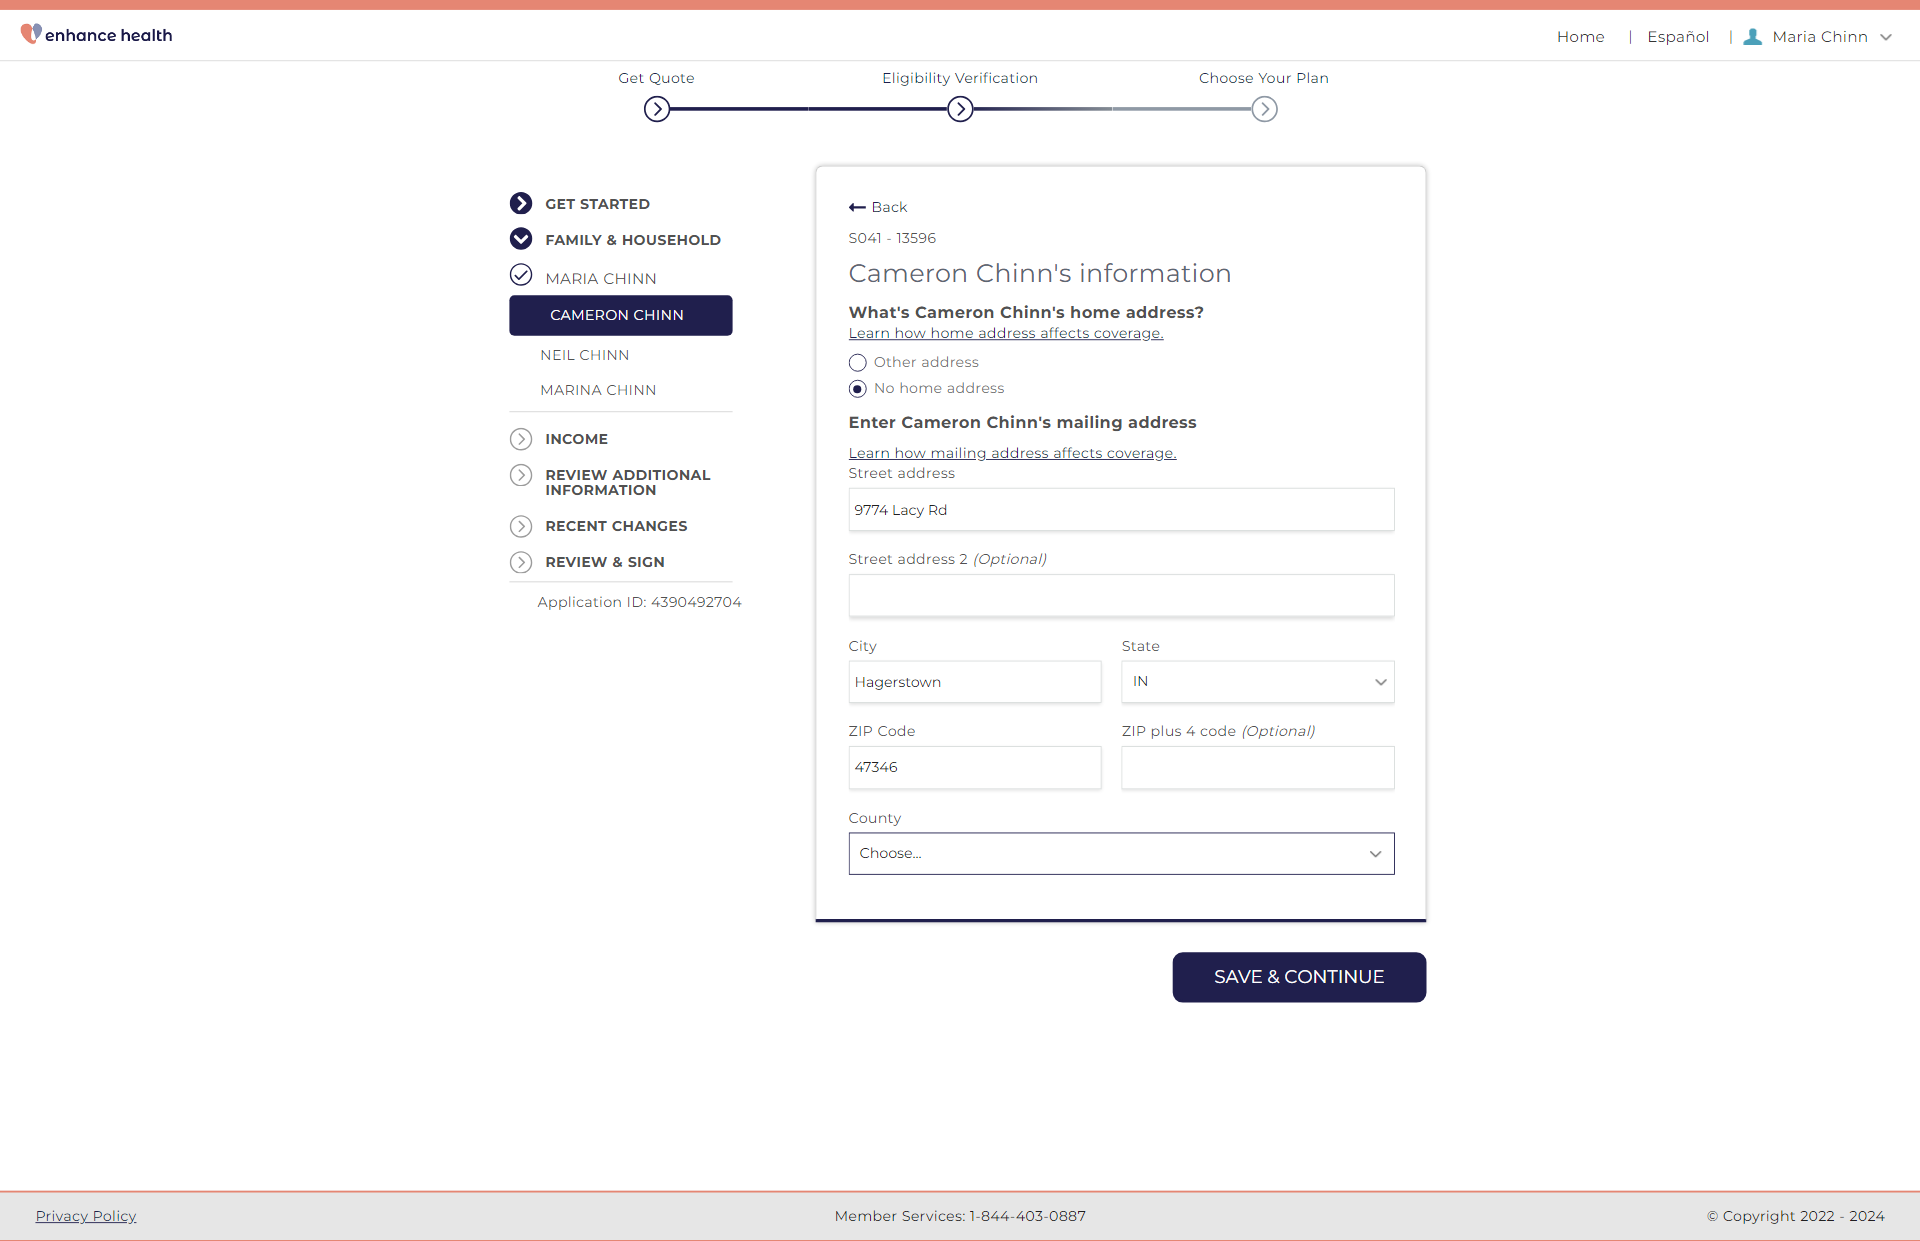 enhance health
Home | Español | Maria Chinn
Get Quote
Eligibility Verification
Choose Your Plan
GET STARTED
FAMILY & HOUSEHOLD
MARIA CHINN
CAMERON CHINN
NEIL CHINN
MARINA CHINN
INCOME
REVIEW ADDITIONAL
INFORMATION
RECENT CHANGES
REVIEW & SIGN
Application ID: 4390492704
Back
S041 - 13596
Cameron Chinn's information
What's Cameron Chinn's home address?
Learn how home address affects coverage.
Other address
No home address
Enter Cameron Chinn's mailing address
Learn how mailing address affects coverage.
Street address
9774 Lacy Rd
Street address 2 (Optional)
City
Hagerstown
State
IN
ZIP Code
47346
ZIP plus 4 code (Optional)
County
Choose...
SAVE & CONTINUE
Privacy Policy
Member Services: 1-844-403-0887
© Copyright 2022 - 2024